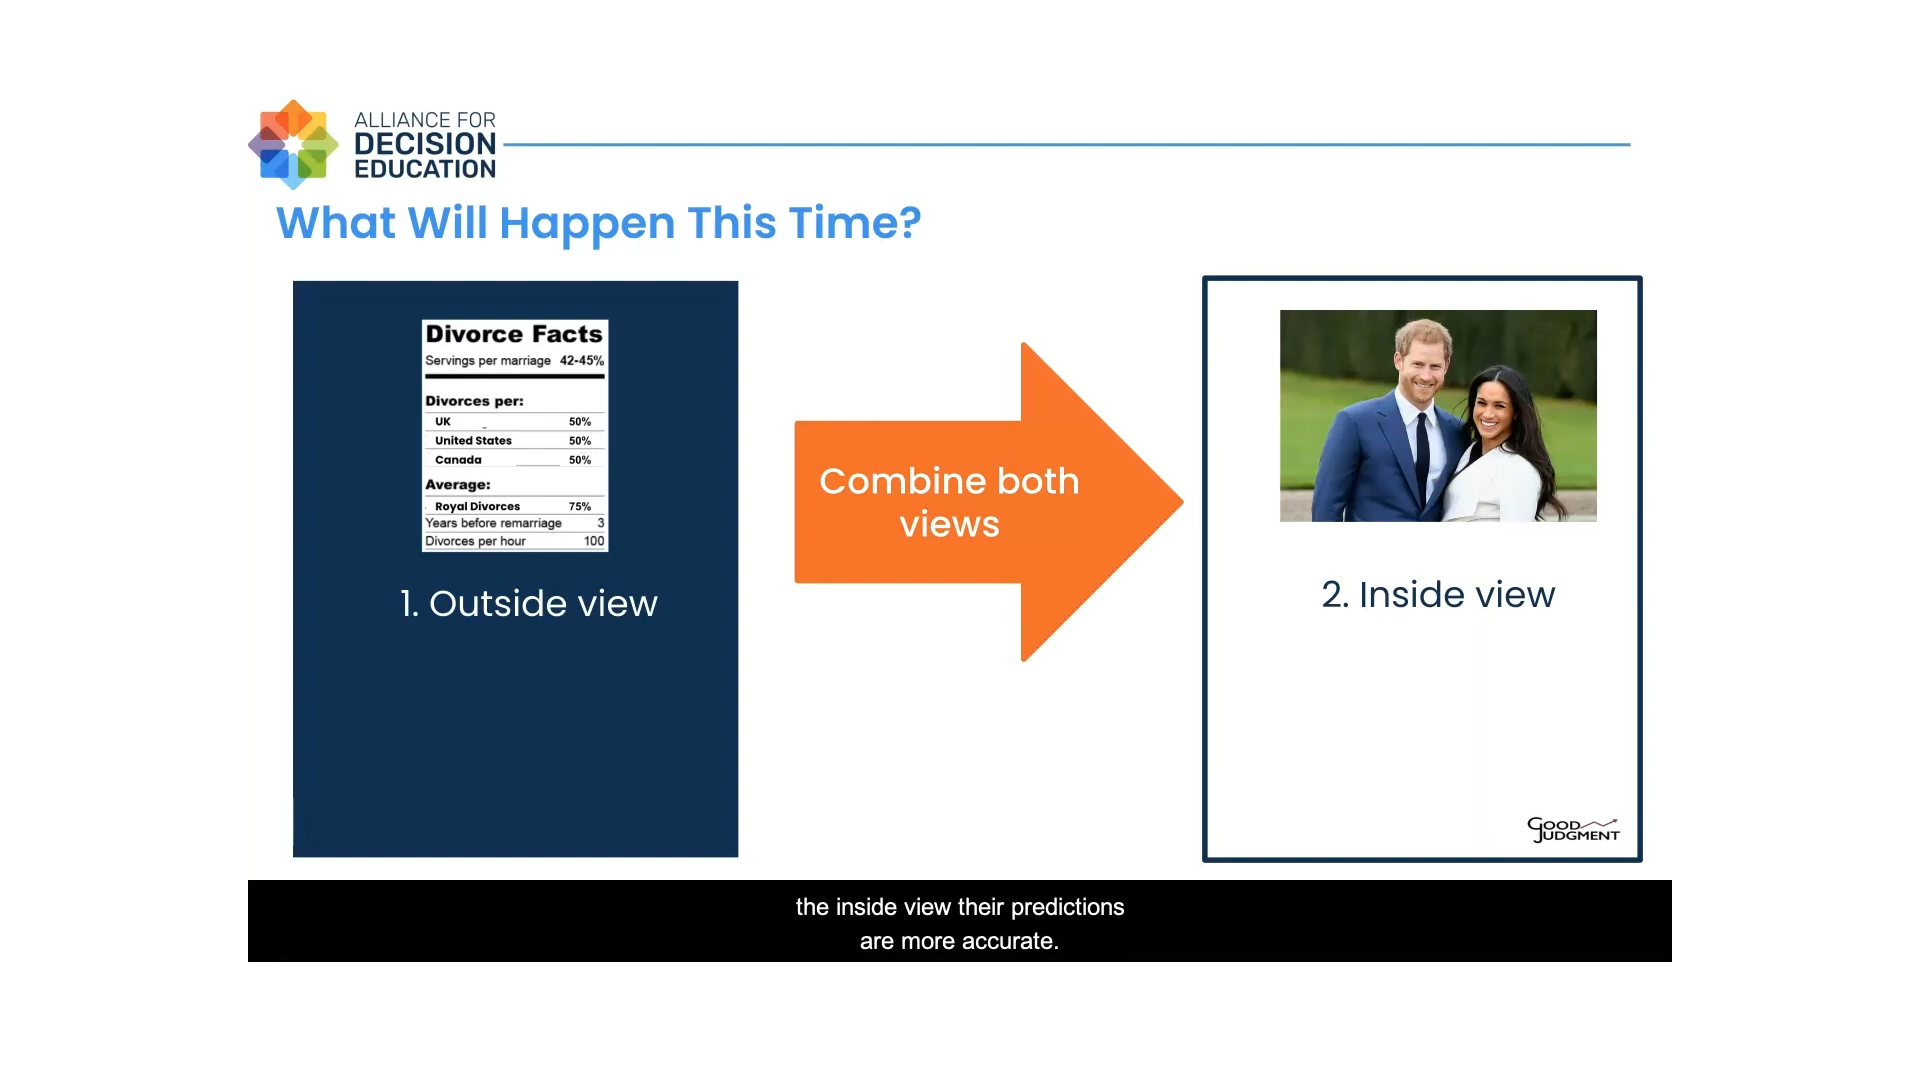 ALLIANCE FOR
DECISION
EDUCATION
What Will Happen This Time?
Divorce Facts
Servings per marriage 42-45%
Divorces per:
UK 50%
United States 50%
Canada 50%
Average:
Royal Divorces 75%
Years before remarriage 3
Divorces per hour 100
1. Outside view
Combine both
views
2. Inside view
GOOD
JUDGMENT
the inside view their predictions
are more accurate.